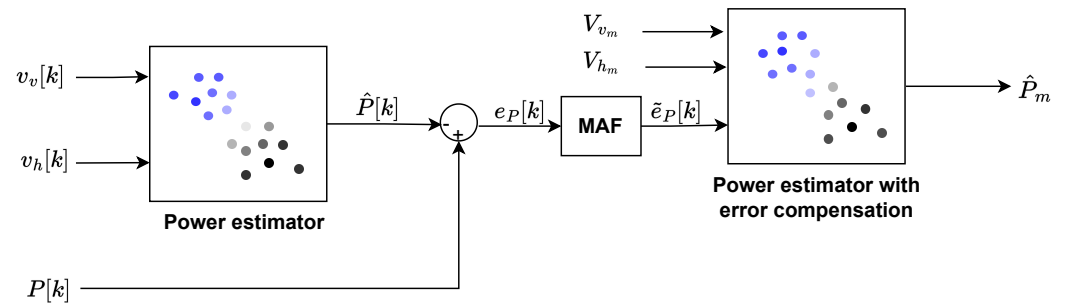 v_v[k]
v_h[k]
Power estimator
P[k]
P̂[k]
-
+
e_P[k]
MAF
ẽ_P[k]
V_{v_m}
V_{h_m}
Power estimator with
error compensation
P̂_m